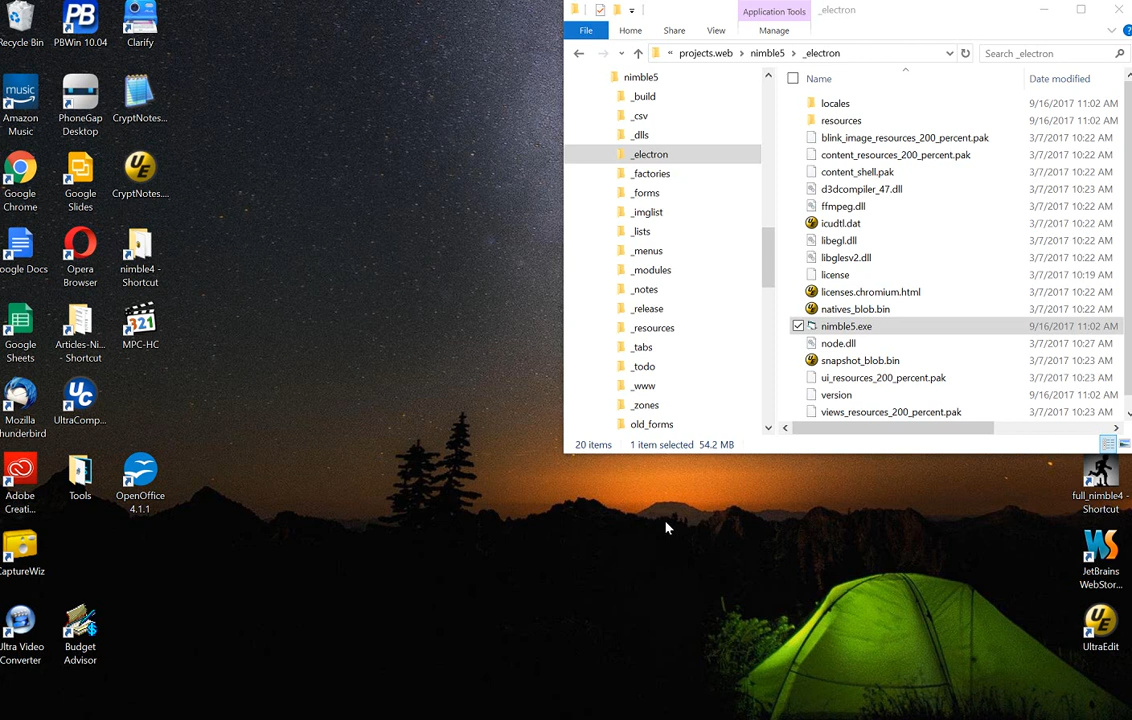 Recycle Bin
PBWin 10.04
Clarify
Amazon
Music
PhoneGap
Desktop
CryptNotes...
Google
Chrome
Google
Slides
CryptNotes....
oogle Docs
Opera
Browser
nimble4 -
Shortcut
Google
Sheets
Articles-Ni...
- Shortcut
MPC-HC
Mozilla
hunderbird
UltraComp...
Adobe
Creati...
Tools
OpenOffice
4.1.1
CaptureWiz
Ultra Video
Converter
Budget
Advisor
Application Tools
_electron
File
Home
Share
View
Manage
« projects.web > nimble5 > _electron
Search _electron
nimble5
_build
_csv
_dlls
_electron
_factories
_forms
_imglist
_lists
_menus
_modules
_notes
_release
_resources
_tabs
_todo
_www
_zones
old_forms
Name Date modified
locales 9/16/2017 11:02 AM
resources 9/16/2017 11:02 AM
blink_image_resources_200_percent.pak 3/7/2017 10:22 AM
content_resources_200_percent.pak 3/7/2017 10:22 AM
content_shell.pak 3/7/2017 10:22 AM
d3dcompiler_47.dll 3/7/2017 10:23 AM
ffmpeg.dll 3/7/2017 10:22 AM
icudtl.dat 3/7/2017 10:22 AM
libegl.dll 3/7/2017 10:22 AM
libglesv2.dll 3/7/2017 10:22 AM
license 3/7/2017 10:19 AM
licenses.chromium.html 3/7/2017 10:22 AM
natives_blob.bin 3/7/2017 10:22 AM
nimble5.exe 9/16/2017 11:02 AM
node.dll 3/7/2017 10:27 AM
snapshot_blob.bin 3/7/2017 10:23 AM
ui_resources_200_percent.pak 3/7/2017 10:23 AM
version 9/16/2017 11:02 AM
views_resources_200_percent.pak 3/7/2017 10:23 AM
20 items 1 item selected 54.2 MB
full_nimble4 -
Shortcut
JetBrains
WebStor...
UltraEdit